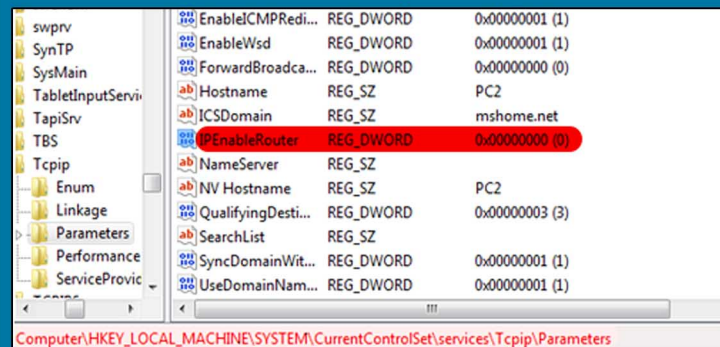 swprv
SynTP
SysMain
TabletInputServi
TapiSrv
TBS
Tcpip
Enum
Linkage
Parameters
Performance
ServiceProvic
EnableICMPRedi... REG_DWORD 0x00000001 (1)
EnableWsd REG_DWORD 0x00000001 (1)
ForwardBroadca... REG_DWORD 0x00000000 (0)
Hostname REG_SZ PC2
ICSDomain REG_SZ mshome.net
IPEnableRouter REG_DWORD 0x00000000 (0)
NameServer REG_SZ
NV Hostname REG_SZ PC2
QualifyingDesti... REG_DWORD 0x00000003 (3)
SearchList REG_SZ
SyncDomainWit... REG_DWORD 0x00000001 (1)
UseDomainNam... REG_DWORD 0x00000001 (1)
Computer\HKEY_LOCAL_MACHINE\SYSTEM\CurrentControlSet\services\Tcpip\Parameters